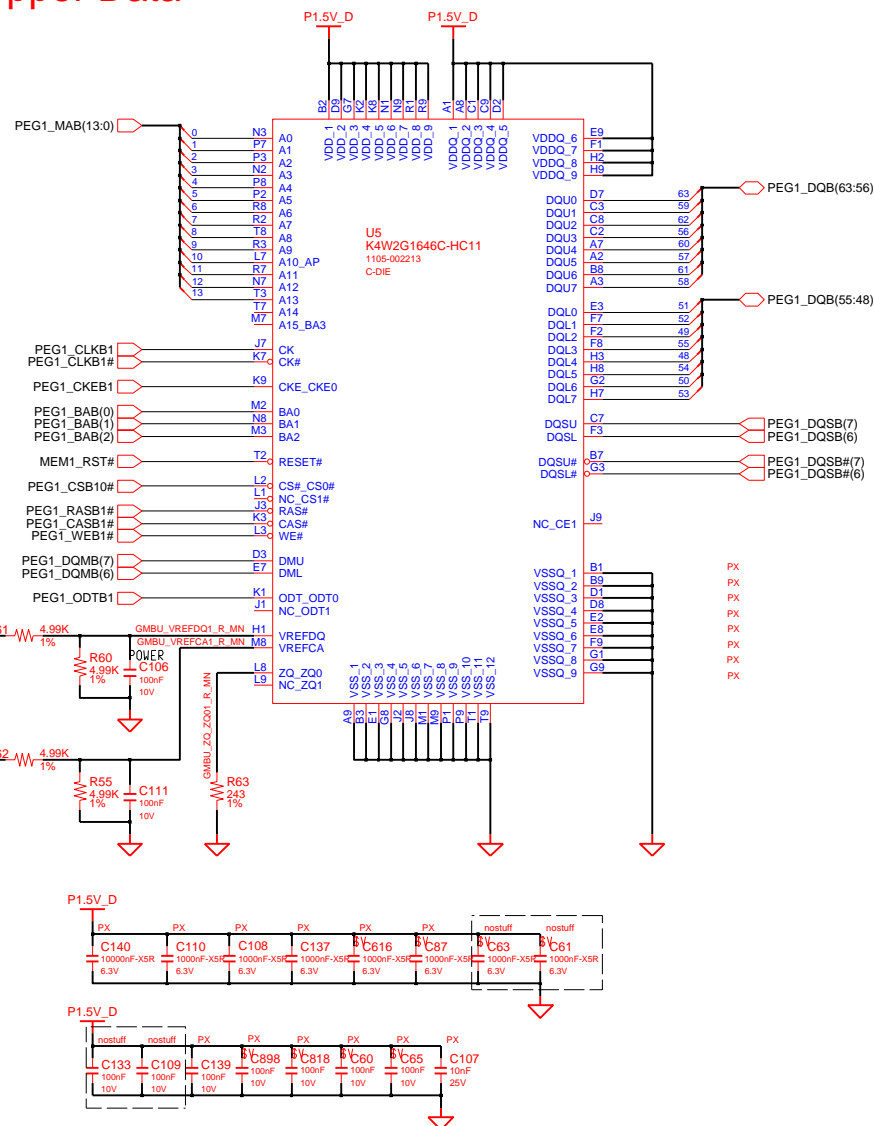 pper Data
P1.5V_D P1.5V_D
B2 D9 G7 K2 K8 N1 N9 R1 R9 A1 A8 C1 C9 D2
VDD_1 VDD_2 VDD_3 VDD_4 VDD_5 VDD_6 VDD_7 VDD_8 VDD_9 VDDQ_1 VDDQ_2 VDDQ_3 VDDQ_4 VDDQ_5
PEG1_MAB(13:0)
0 N3 A0
1 P7 A1
2 P3 A2
3 N2 A3
4 P8 A4
5 P2 A5
6 R8 A6
7 R2 A7
8 T8 A8
9 R3 A9
10 L7 A10_AP
11 R7 A11
12 N7 A12
13 T3 A13
T7 A14
M7 A15_BA3
U5
K4W2G1646C-HC11
1105-002213
C-DIE
VDDQ_6 E9
VDDQ_7 F1
VDDQ_8 H2
VDDQ_9 H9
DQU0 D7 63
DQU1 C3 59
DQU2 C8 62
DQU3 C2 56
DQU4 A7 60
DQU5 A2 57
DQU6 B8 61
DQU7 A3 58
PEG1_DQB(63:56)
DQL0 E3 51
DQL1 F7 52
DQL2 F2 49
DQL3 F8 55
DQL4 H3 48
DQL5 H8 54
DQL6 G2 50
DQL7 H7 53
PEG1_DQB(55:48)
PEG1_CLKB1 J7 CK
PEG1_CLKB1# K7 CK#
PEG1_CKEB1 K9 CKE_CKE0
PEG1_BAB(0) M2 BA0
PEG1_BAB(1) N8 BA1
PEG1_BAB(2) M3 BA2
MEM1_RST# T2 RESET#
PEG1_CSB10# L2 CS#_CS0#
L1 NC_CS1#
PEG1_RASB1# J3 RAS#
PEG1_CASB1# K3 CAS#
PEG1_WEB1# L3 WE#
PEG1_DQMB(7) D3 DMU
PEG1_DQMB(6) E7 DML
PEG1_ODTB1 K1 ODT_ODT0
J1 NC_ODT1
DQSU C7 PEG1_DQSB(7)
DQSL F3 PEG1_DQSB(6)
DQSU# B7 PEG1_DQSB#(7)
DQSL# G3 PEG1_DQSB#(6)
NC_CE1 J9
VSSQ_1 B1 PX
VSSQ_2 B9 PX
VSSQ_3 D1 PX
VSSQ_4 D8 PX
VSSQ_5 E2 PX
VSSQ_6 E8 PX
VSSQ_7 F9 PX
VSSQ_8 G1 PX
VSSQ_9 G9 PX
61 4.99K
1%
GMBU_VREFDQ1_R_MN H1 VREFDQ
GMBU_VREFCA1_R_MN M8 VREFCA
POWER
R60
4.99K
1%
C106
100nF
10V
L8 ZQ_ZQ0
L9 NC_ZQ1
VSS_1 VSS_2 VSS_3 VSS_4 VSS_5 VSS_6 VSS_7 VSS_8 VSS_9 VSS_10 VSS_11 VSS_12
A9 B3 E1 G8 J2 J8 M1 M9 P1 P9 T1 T9
GMBU_ZQ_ZQ01_R_MN
62 4.99K
1%
R55
4.99K
1%
C111
100nF
10V
R63
243
1%
P1.5V_D
PX PX PX PX PX PX nostuff nostuff
SV SV SV SV
C140 C110 C108 C137 C616 C87 C63 C61
10000nF-X5R 1000nF-X5R 1000nF-X5R 1000nF-X5R 1000nF-X5R 1000nF-X5R 1000nF-X5R 1000nF-X5R
6.3V 6.3V 6.3V 6.3V 6.3V 6.3V 6.3V 6.3V
P1.5V_D
nostuff nostuff PX PX PX PX PX PX
SV SV SV SV
C133 C109 C139 C898 C818 C60 C65 C107
100nF 100nF 100nF 100nF 100nF 100nF 100nF 10nF
10V 10V 10V 10V 10V 10V 10V 25V